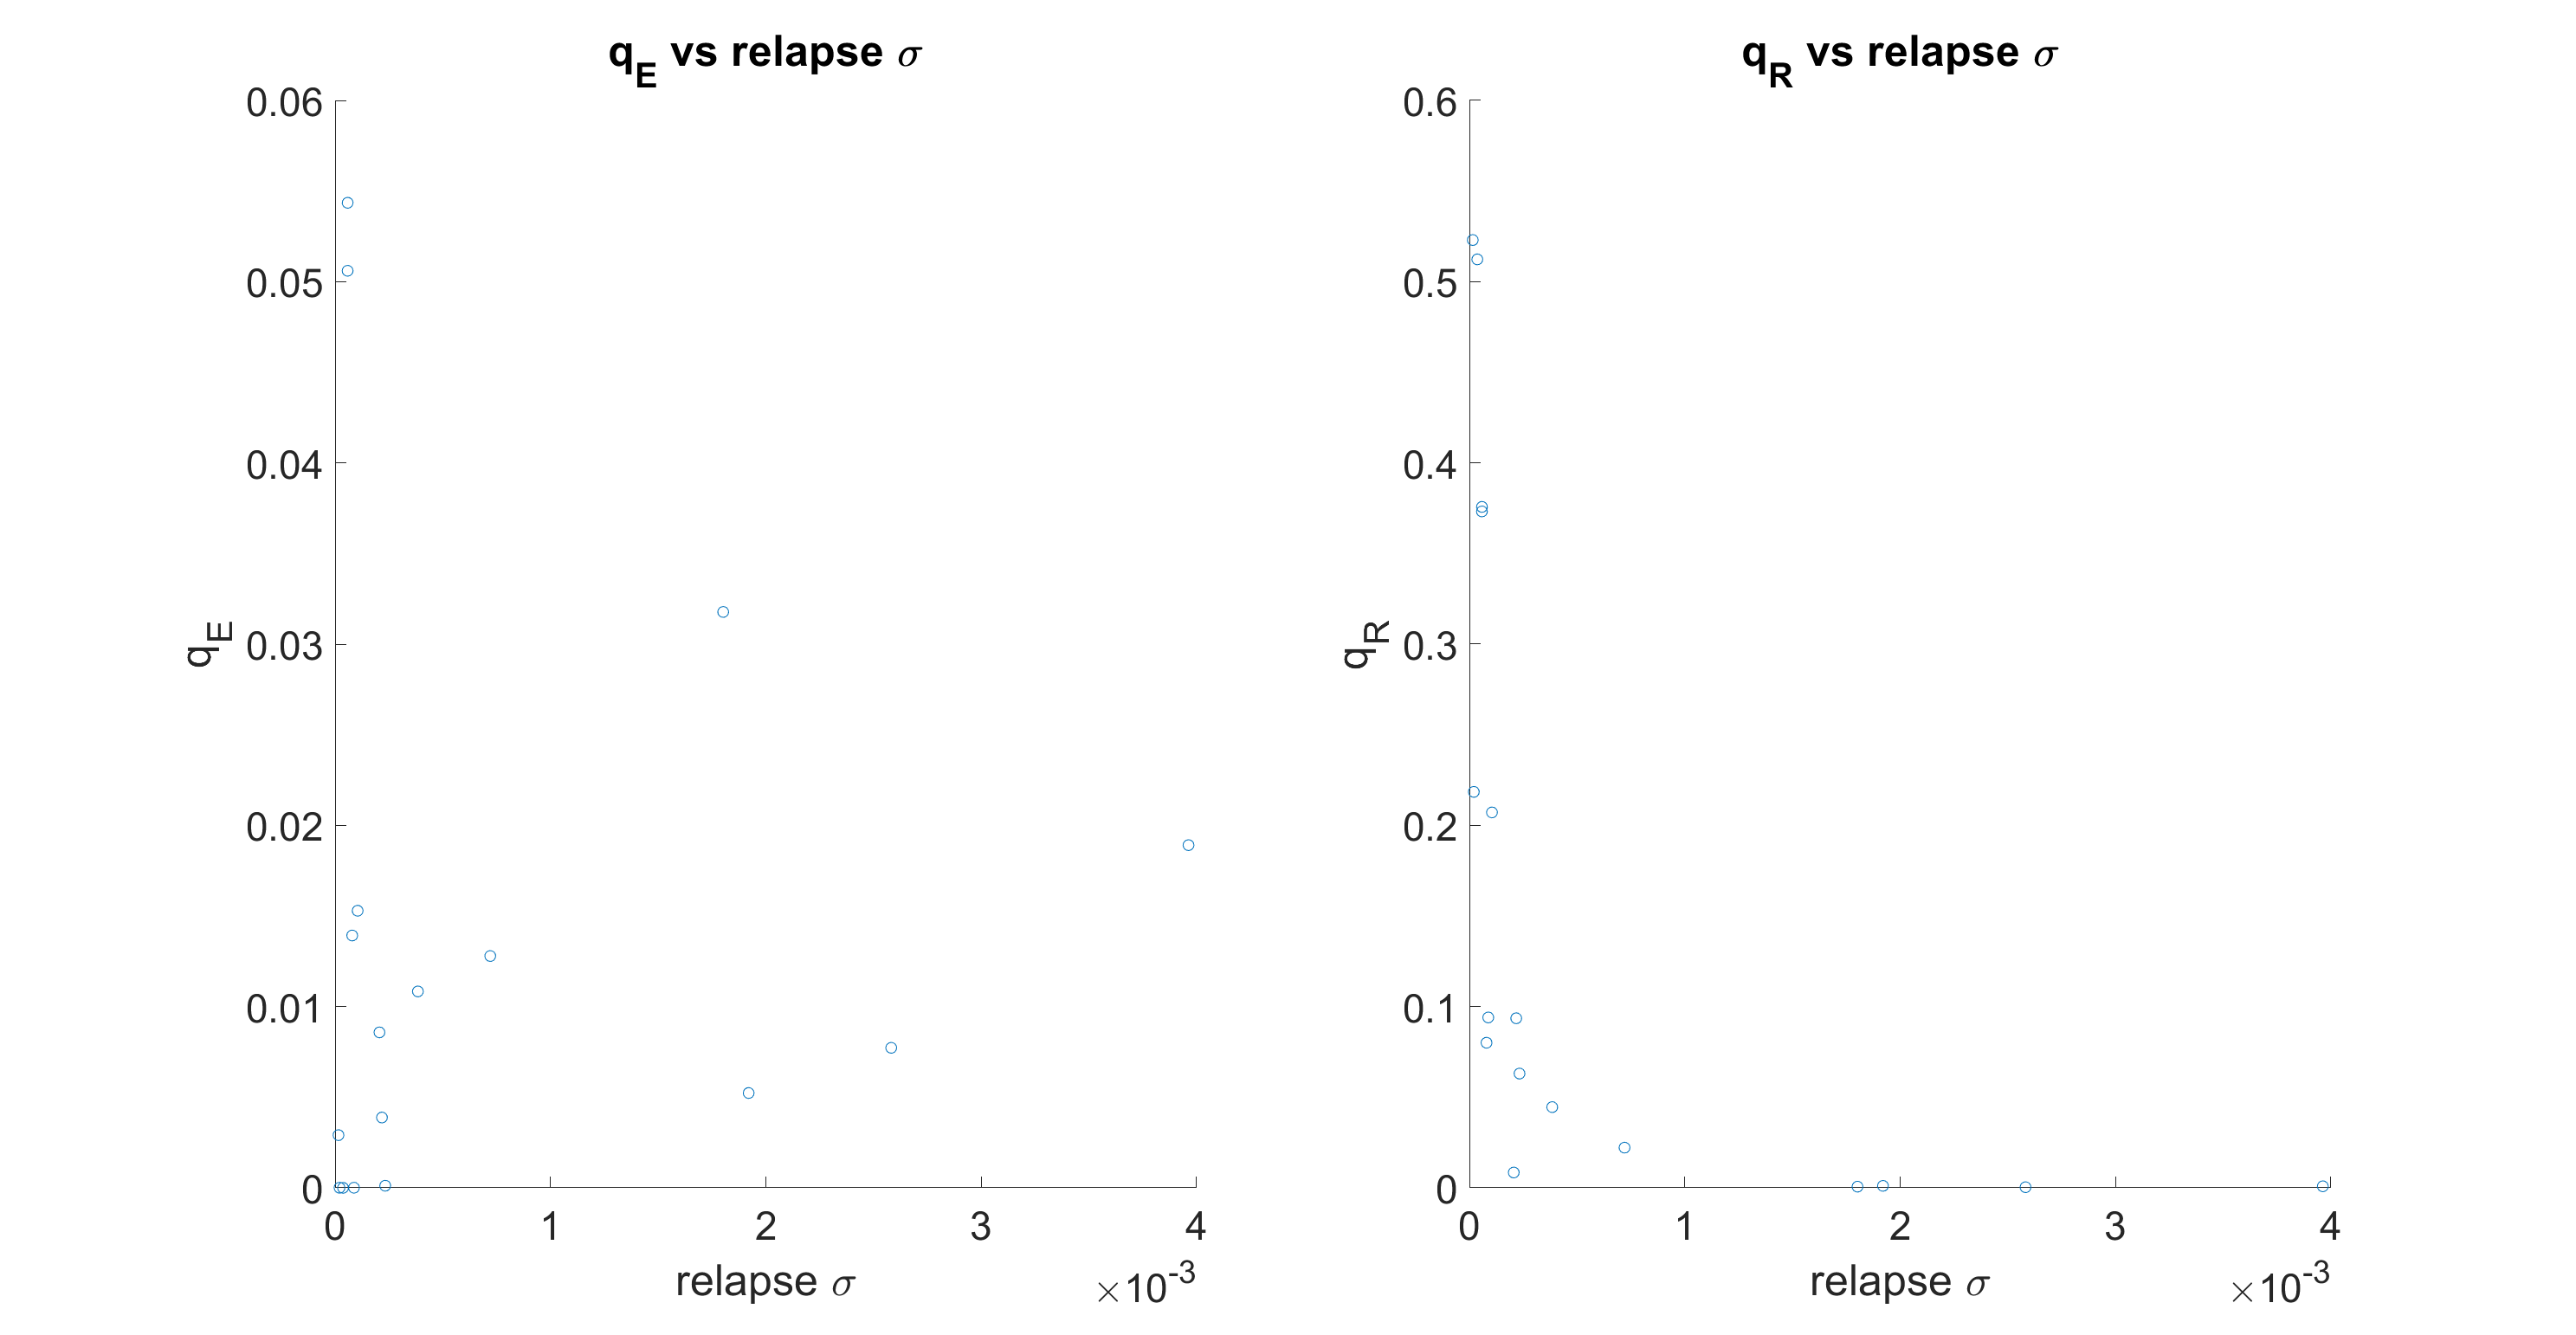 q_E vs relapse σ
0.06
0.05
0.04
0.03
0.02
0.01
0
q_E
0 1 2 3 4
relapse σ
×10^-3
q_R vs relapse σ
0.6
0.5
0.4
0.3
0.2
0.1
0
q_R
0 1 2 3 4
relapse σ
×10^-3